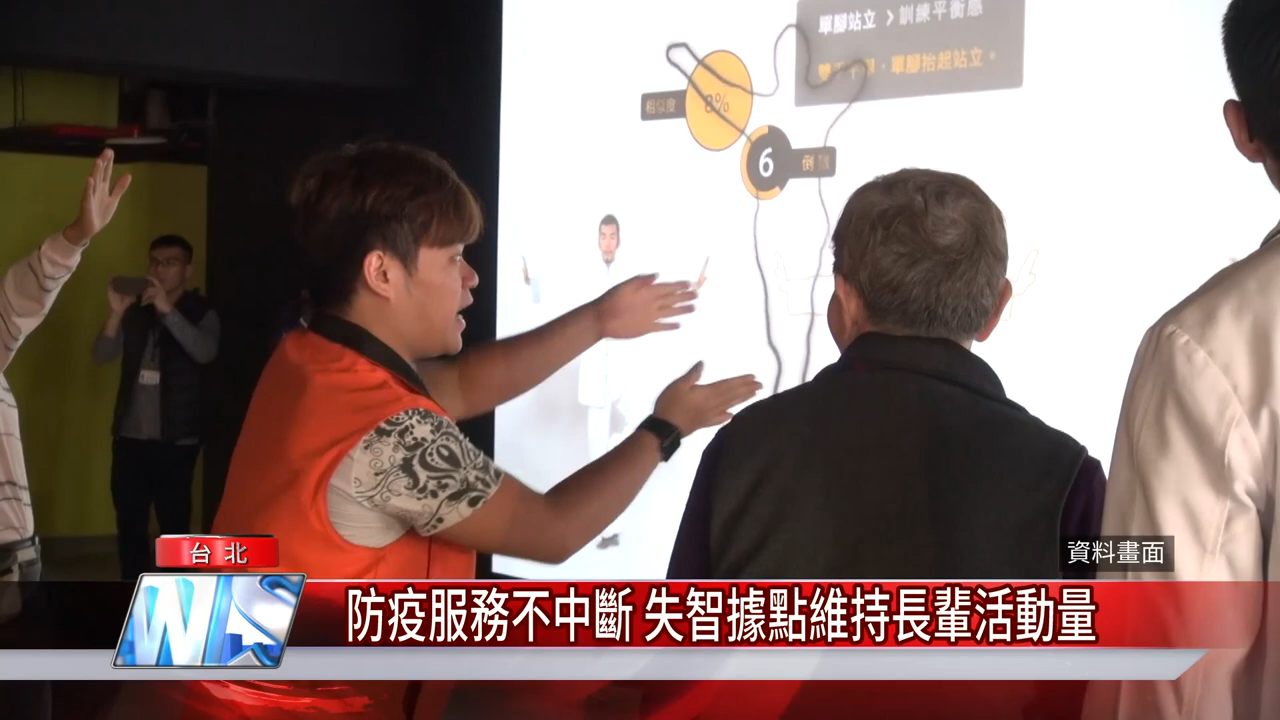 單腳站立 > 訓練平衡感
單腳抬起站立。
相似度
8%
6
倒
台北
資料畫面
防疫服務不中斷 失智據點維持長輩活動量